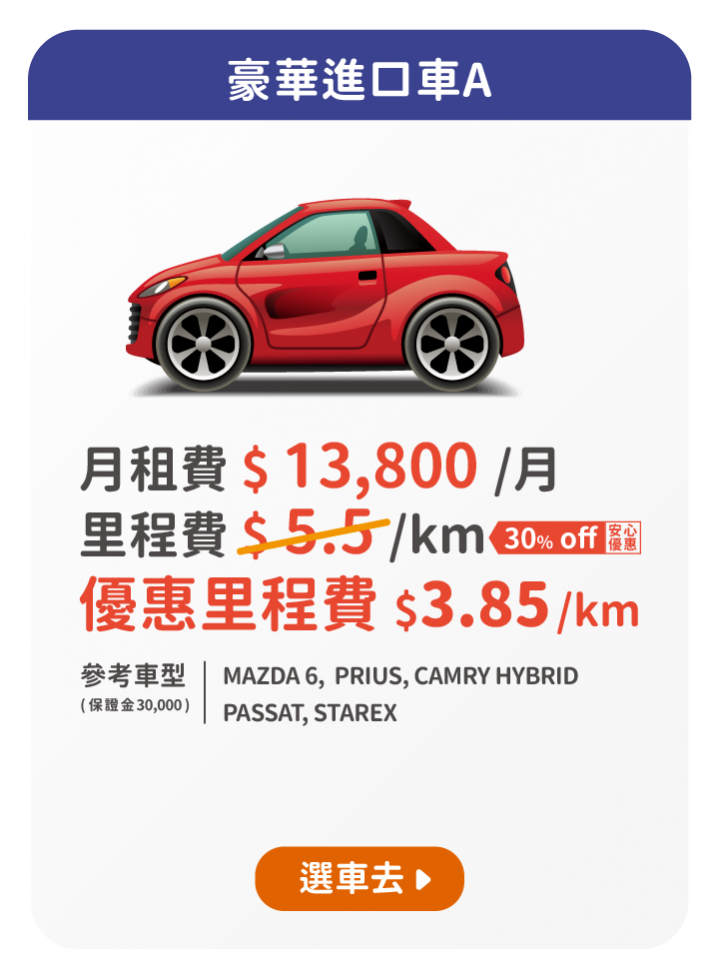 豪華進口車A
月租費 $ 13,800 /月
里程費 $ 5.5 /km 30% off 安心優惠
優惠里程費 $3.85/km
參考車型
(保證金30,000)
MAZDA 6, PRIUS, CAMRY HYBRID
PASSAT, STAREX
選車去